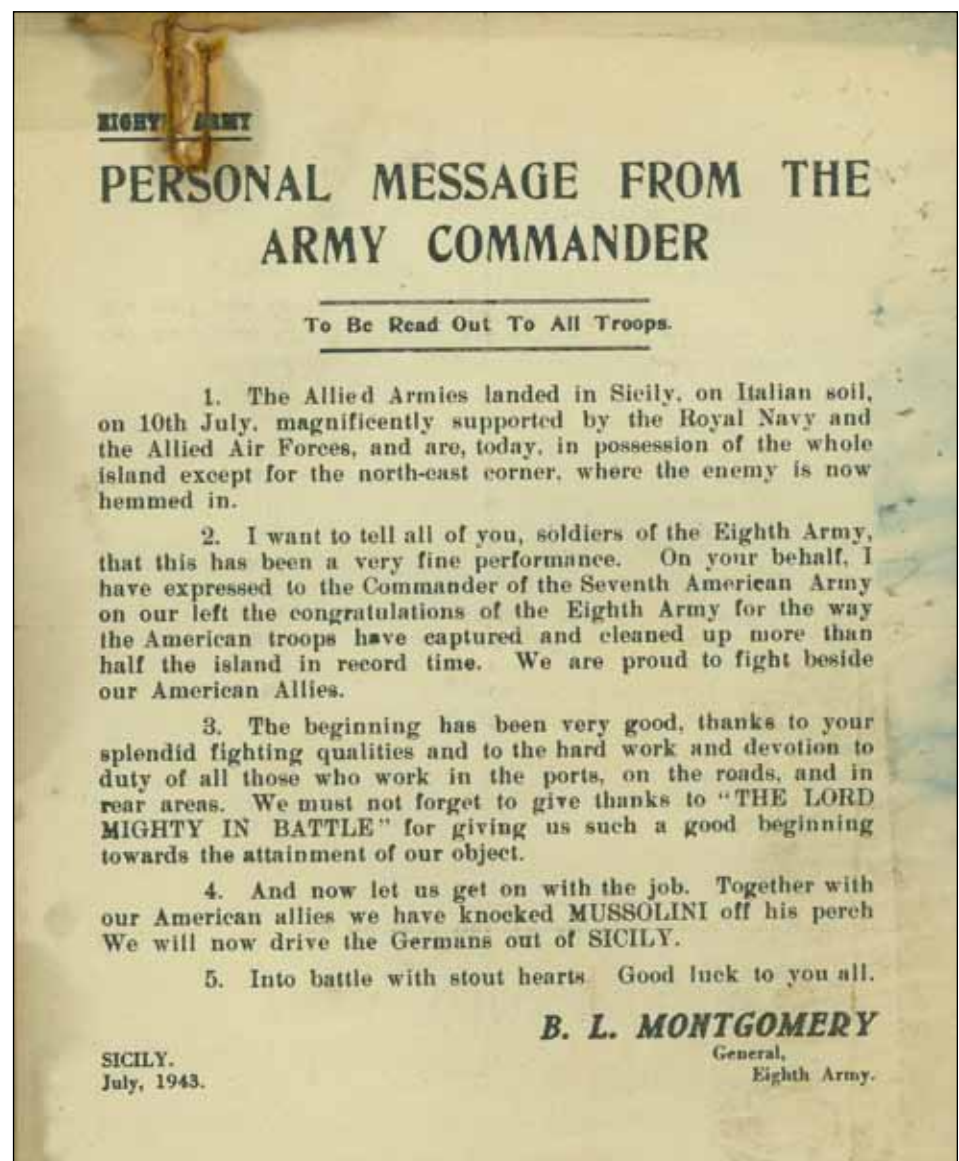 EIGHTH ARMY
PERSONAL MESSAGE FROM THE
ARMY COMMANDER
To Be Read Out To All Troops.
1. The Allied Armies landed in Sicily, on Italian soil,
on 10th July, magnificently supported by the Royal Navy and
the Allied Air Forces, and are, today, in possession of the whole
island except for the north-east corner, where the enemy is now
hemmed in.
2. I want to tell all of you, soldiers of the Eighth Army,
that this has been a very fine performance. On your behalf, I
have expressed to the Commander of the Seventh American Army
on our left the congratulations of the Eighth Army for the way
the American troops have captured and cleaned up more than
half the island in record time. We are proud to fight beside
our American Allies.
3. The beginning has been very good, thanks to your
splendid fighting qualities and to the hard work and devotion to
duty of all those who work in the ports, on the roads, and in
rear areas. We must not forget to give thanks to "THE LORD
MIGHTY IN BATTLE" for giving us such a good beginning
towards the attainment of our object.
4. And now let us get on with the job. Together with
our American allies we have knocked MUSSOLINI off his perch
We will now drive the Germans out of SICILY.
5. Into battle with stout hearts Good luck to you all.
B. L. MONTGOMERY
General,
Eighth Army.
SICILY.
July, 1943.